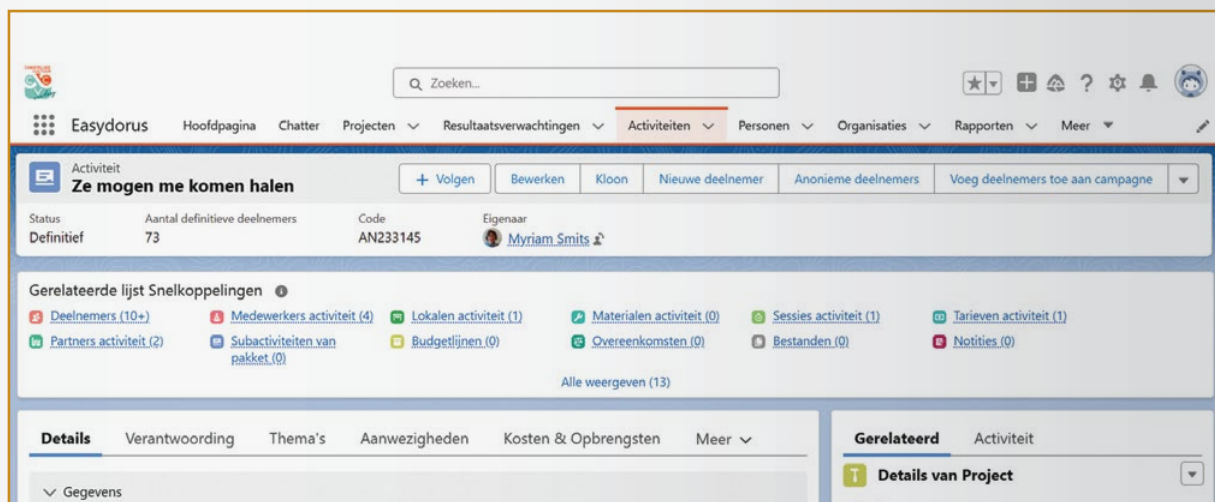 Zoeken...
Easydorus Hoofdpagina Chatter Projecten Resultaatsverwachtingen Activiteiten Personen Organisaties Rapporten Meer
Activiteit
Ze mogen me komen halen
+ Volgen Bewerken Kloon Nieuwe deelnemer Anonieme deelnemers Voeg deelnemers toe aan campagne
Status Aantal definitieve deelnemers Code Eigenaar
Definitief 73 AN233145 Myriam Smits
Gerelateerde lijst Snelkoppelingen
Deelnemers (10+) Medewerkers activiteit (4) Lokalen activiteit (1) Materialen activiteit (0) Sessies activiteit (1) Tarieven activiteit (1)
Partners activiteit (2) Subactiviteiten van pakket (0) Budgetlijnen (0) Overeenkomsten (0) Bestanden (0) Notities (0)
Alle weergeven (13)
Details Verantwoording Thema's Aanwezigheden Kosten & Opbrengsten Meer
Gerelateerd Activiteit
Details van Project
Gegevens